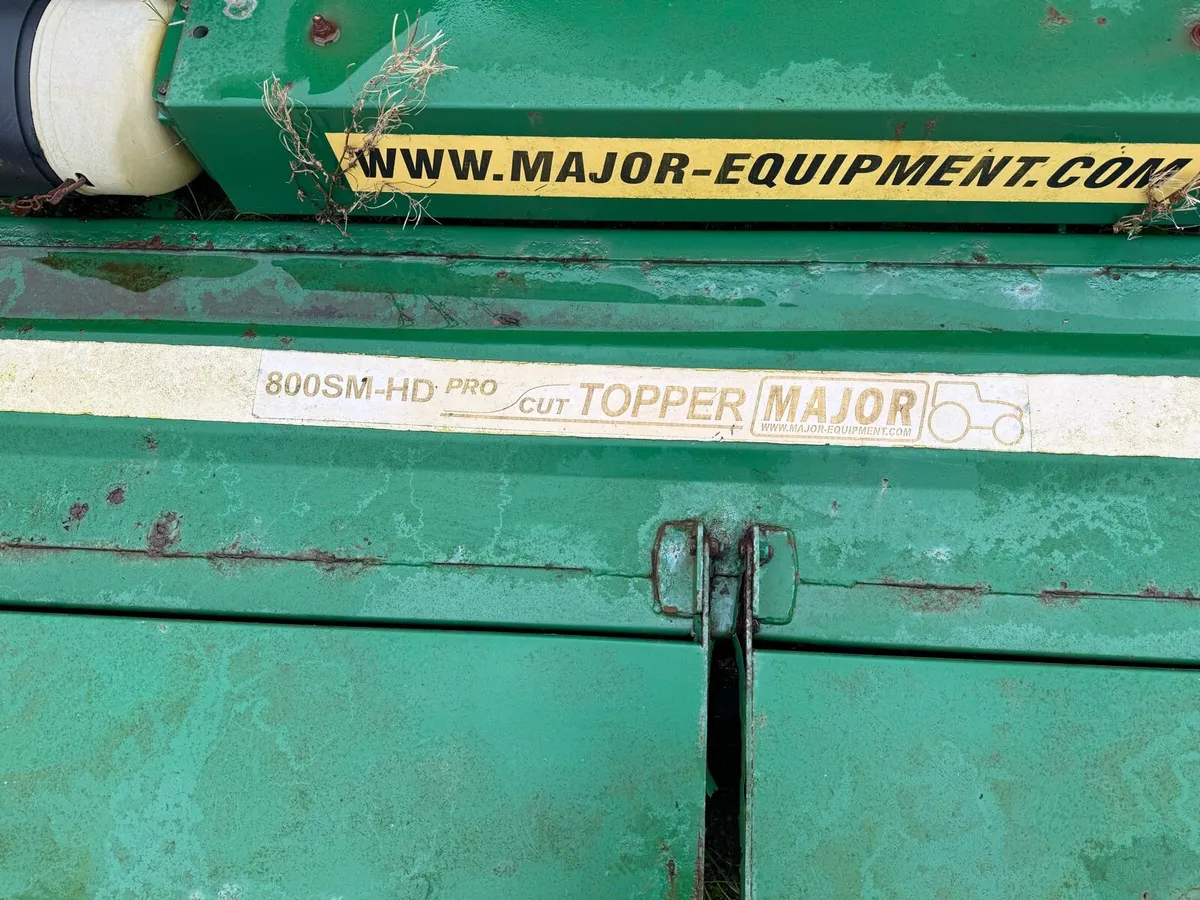 WWW.MAJOR-EQUIPMENT.COM
800SM-HD PRO CUT TOPPER MAJOR
WWW.MAJOR-EQUIPMENT.COM